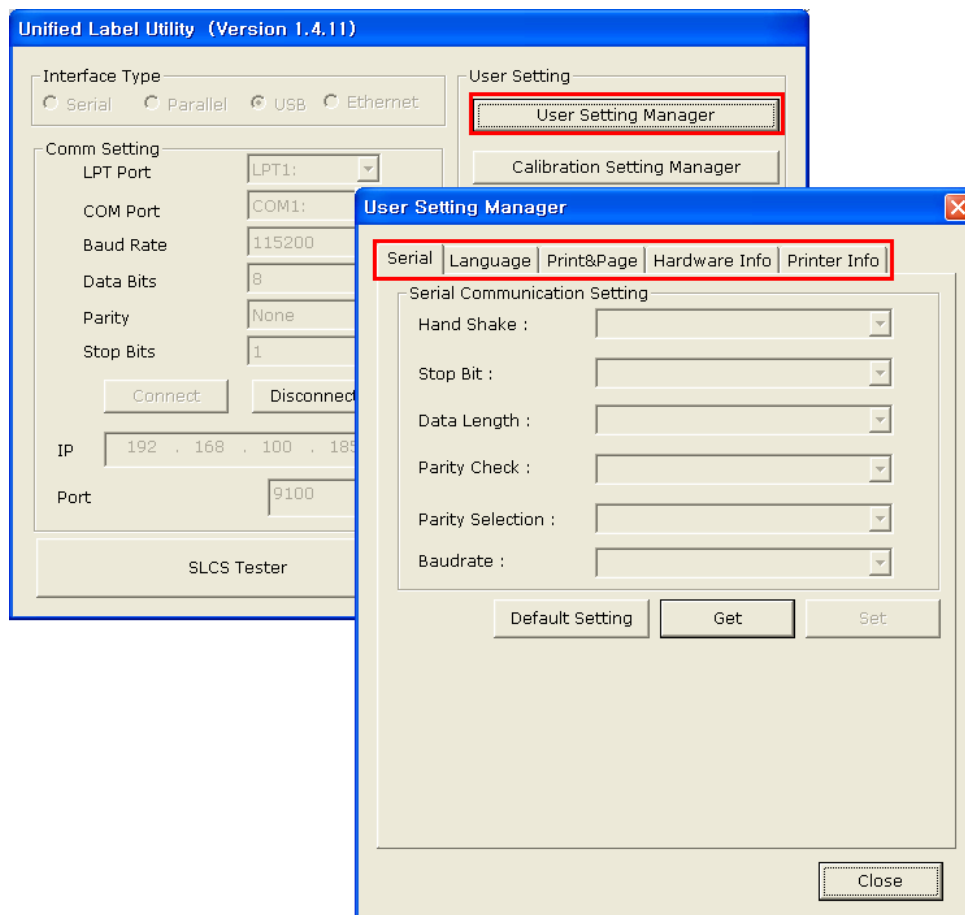 Unified Label Utility (Version 1.4.11)
Interface Type
Serial Parallel USB Ethernet
User Setting
User Setting Manager
Calibration Setting Manager
Comm Setting
LPT Port LPT1:
COM Port COM1:
Baud Rate 115200
Data Bits 8
Parity None
Stop Bits 1
Connect Disconnect
IP 192 . 168 . 100 . 185
Port 9100
SLCS Tester
User Setting Manager
Serial Language Print&Page Hardware Info Printer Info
Serial Communication Setting
Hand Shake :
Stop Bit :
Data Length :
Parity Check :
Parity Selection :
Baudrate :
Default Setting Get Set
Close